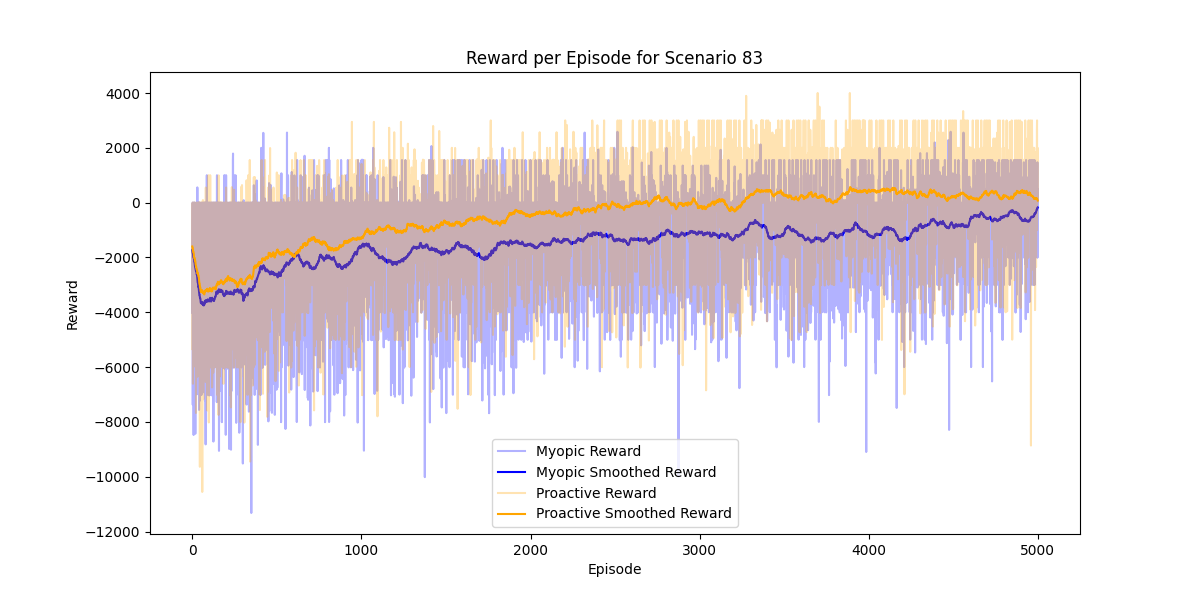 Reward per Episode for Scenario 83
4000
2000
0
−2000
−4000
−6000
−8000
−10000
−12000
Reward
0 1000 2000 3000 4000 5000
Episode
Myopic Reward
Myopic Smoothed Reward
Proactive Reward
Proactive Smoothed Reward